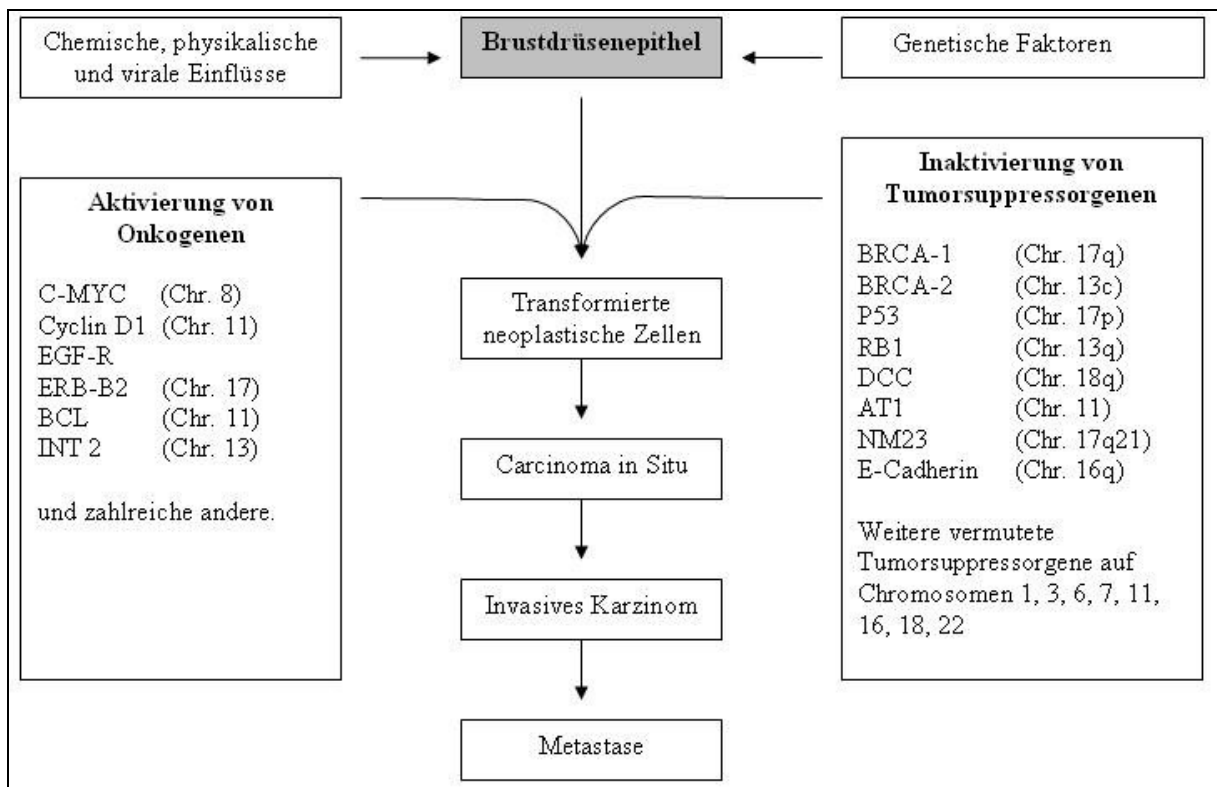 Chemische, physikalische
und virale Einflüsse
Brustdrüsenepithel
Genetische Faktoren
Aktivierung von
Onkogenen
C-MYC (Chr. 8)
Cyclin D1 (Chr. 11)
EGF-R
ERB-B2 (Chr. 17)
BCL (Chr. 11)
INT 2 (Chr. 13)
und zahlreiche andere.
Transformierte
neoplastische Zellen
Carcinoma in Situ
Invasives Karzinom
Metastase
Inaktivierung von
Tumorsuppressorgenen
BRCA-1 (Chr. 17q)
BRCA-2 (Chr. 13c)
P53 (Chr. 17p)
RB1 (Chr. 13q)
DCC (Chr. 18q)
AT1 (Chr. 11)
NM23 (Chr. 17q21)
E-Cadherin (Chr. 16q)
Weitere vermutete
Tumorsuppressorgene auf
Chromosomen 1, 3, 6, 7, 11,
16, 18, 22